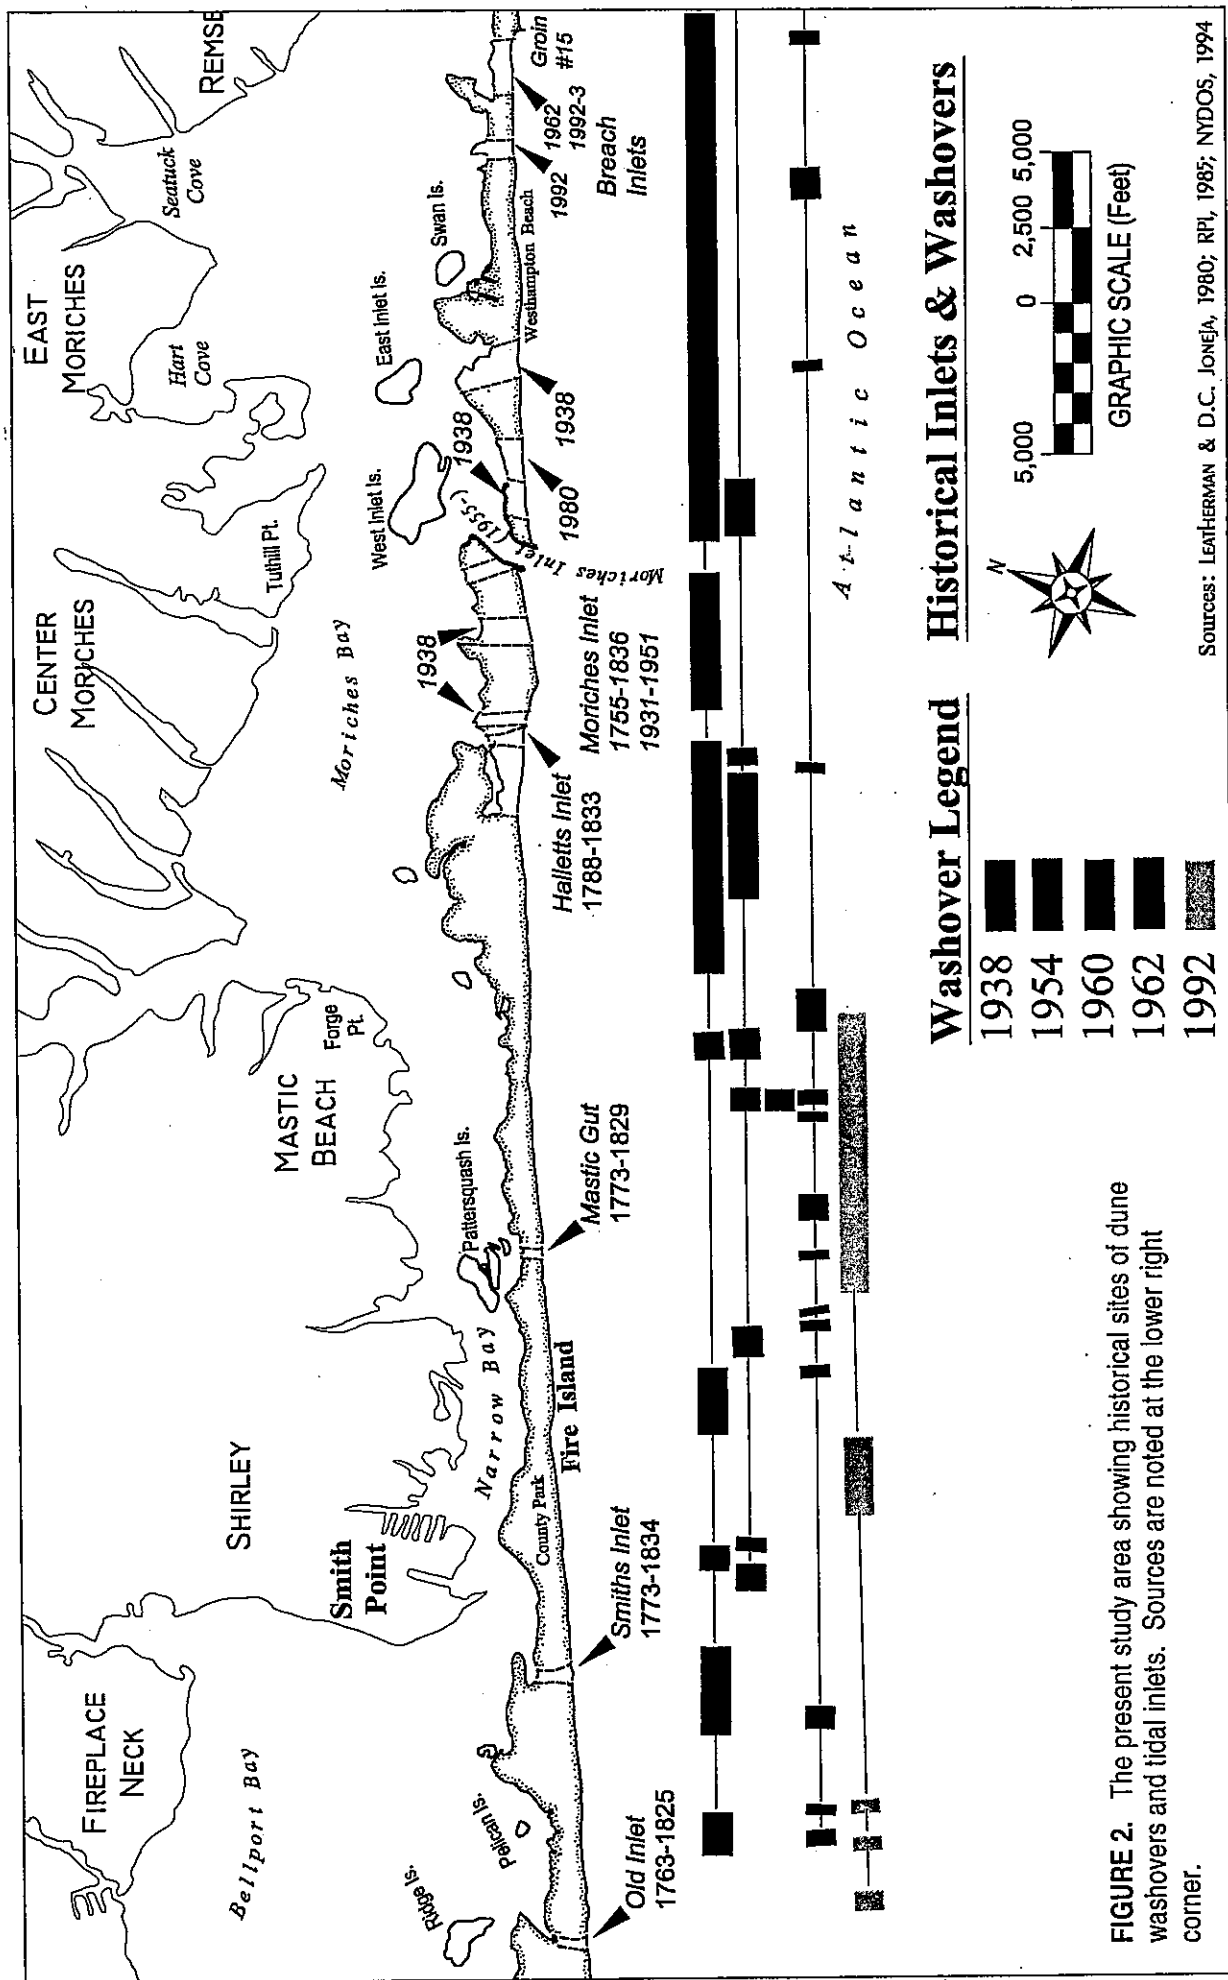 FIREPLACE
NECK
Bellport Bay
Ridge Is.
Pelican Is.
Old Inlet
1763-1825
SHIRLEY
Smith
Point
Narrow Bay
County Park
Fire Island
Smiths Inlet
1773-1834
MASTIC
BEACH
Forge
Pt.
Pattersquash Is.
Mastic Gut
1773-1829
CENTER
MORICHES
Tuthill Pt.
Moriches Bay
1938
Halletts Inlet
1788-1833
Moriches Inlet
1755-1836
1931-1951
Moriches Inlet (1955-)
West Inlet Is.
1938
1980
1938
EAST
MORICHES
Hart
Cove
East Inlet Is.
Swan Is.
Westhampton Beach
Seatuck
Cove
REMSE
1992
1962
1992-3
Breach
Inlets
Groin
#15
Atlantic Ocean
Washover Legend
1938
1954
1960
1962
1992
Historical Inlets & Washovers
N
5,000 0 2,500 5,000
GRAPHIC SCALE (Feet)
Sources: LEATHERMAN & D.C. JONEJA, 1980; RPI, 1985; NYDOS, 1994
FIGURE 2. The present study area showing historical sites of dune
washovers and tidal inlets. Sources are noted at the lower right
corner.